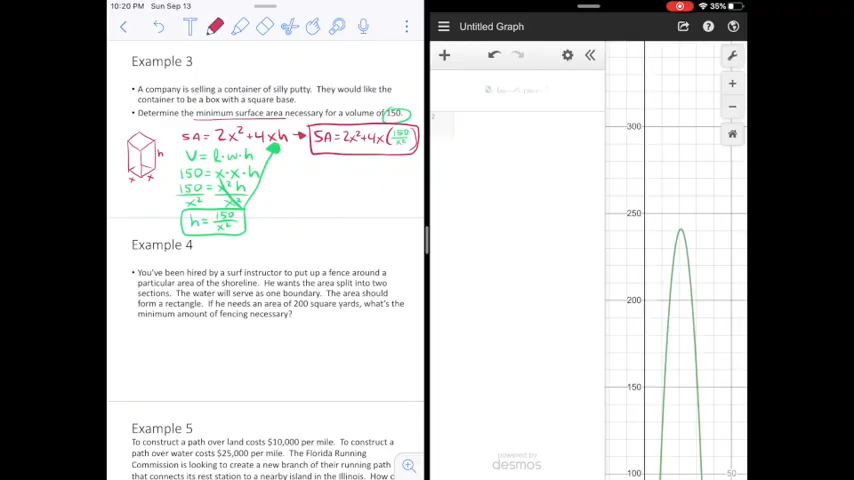 10:20 PM Sun Sep 13
35%
Untitled Graph
Example 3
• A company is selling a container of silly putty. They would like the
container to be a box with a square base.
• Determine the minimum surface area necessary for a volume of 150.
SA = 2x² + 4xh → SA = 2x² + 4x(150/x²)
V = l · w · h
150 = x · x · h
150 = x²h
x² x²
h = 150/x²
h
x x
Example 4
• You've been hired by a surf instructor to put up a fence around a
particular area of the shoreline. He wants the area split into two
sections. The water will serve as one boundary. The area should
form a rectangle. If he needs an area of 200 square yards, what's the
minimum amount of fencing necessary?
Example 5
To construct a path over land costs $10,000 per mile. To construct a
path over water costs $25,000 per mile. The Florida Running
Commission is looking to create a new branch of their running path
that connects its rest station to a nearby island in the Illinois. How c
2
powered by
desmos
300
250
200
150
100
50